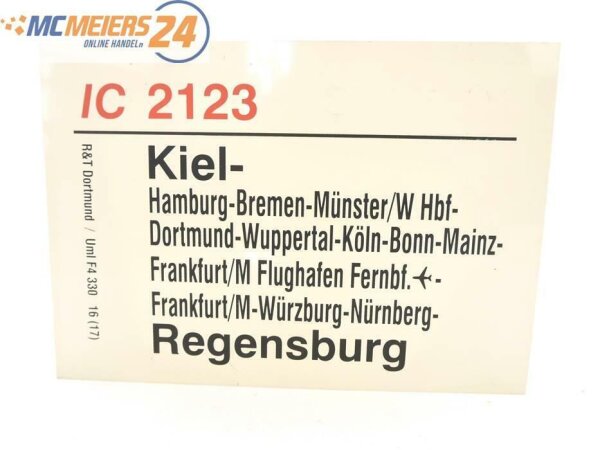 MCMEIERS 24
ONLINE HANDELn
IC 2123
Kiel-
Hamburg-Bremen-Münster/W Hbf-
Dortmund-Wuppertal-Köln-Bonn-Mainz-
Frankfurt/M Flughafen Fernbf. ✈-
Frankfurt/M-Würzburg-Nürnberg-
Regensburg
R&T Dortmund / Uml F4 330 16 (17)